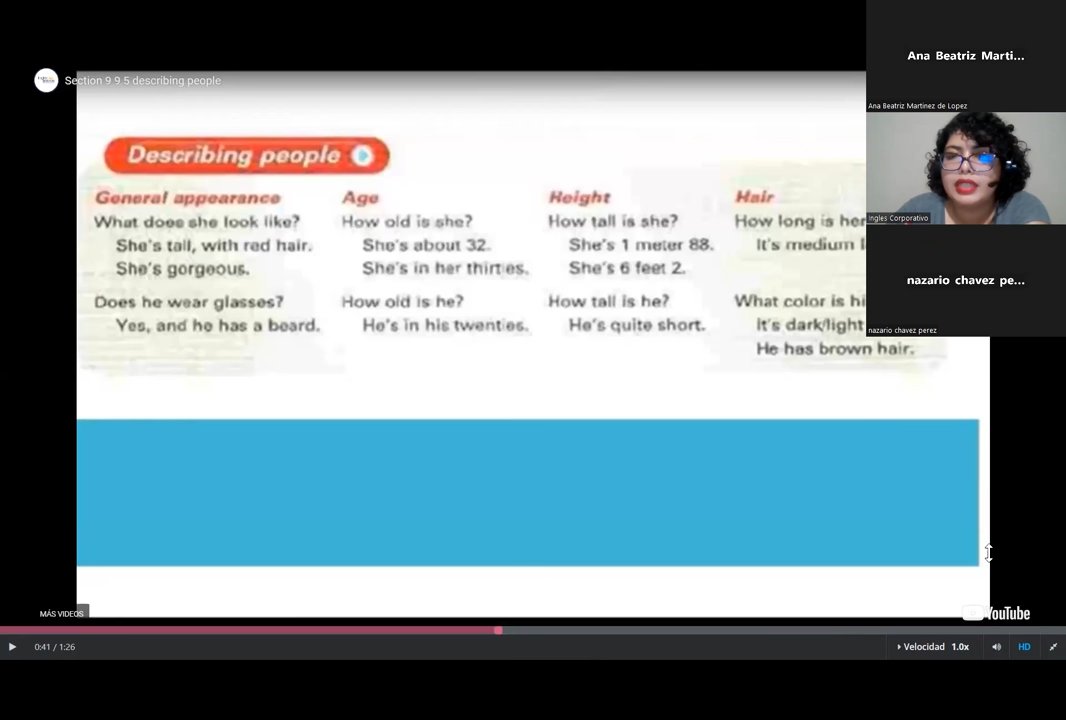 Section 9 9 5 describing people
Describing people
General appearance
What does she look like?
She's tall, with red hair.
She's gorgeous.
Does he wear glasses?
Yes, and he has a beard.
Age
How old is she?
She's about 32.
She's in her thirties.
How old is he?
He's in his twenties.
Height
How tall is she?
She's 1 meter 88.
She's 6 feet 2.
How tall is he?
He's quite short.
Hair
How long is her
It's medium
What color is
It's dark/light
He has brown hair.
Ana Beatriz Marti...
Ana Beatriz Martinez de Lopez
Ingles Corporativo
nazario chavez pe...
nazario chavez perez
MÁS VIDEOS
YouTube
0:41 / 1:26
Velocidad 1.0x
HD